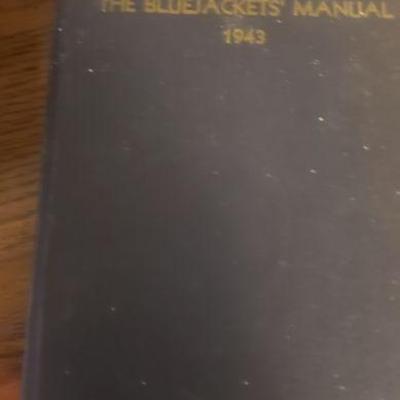 THE BLUEJACKETS' MANUAL
1943